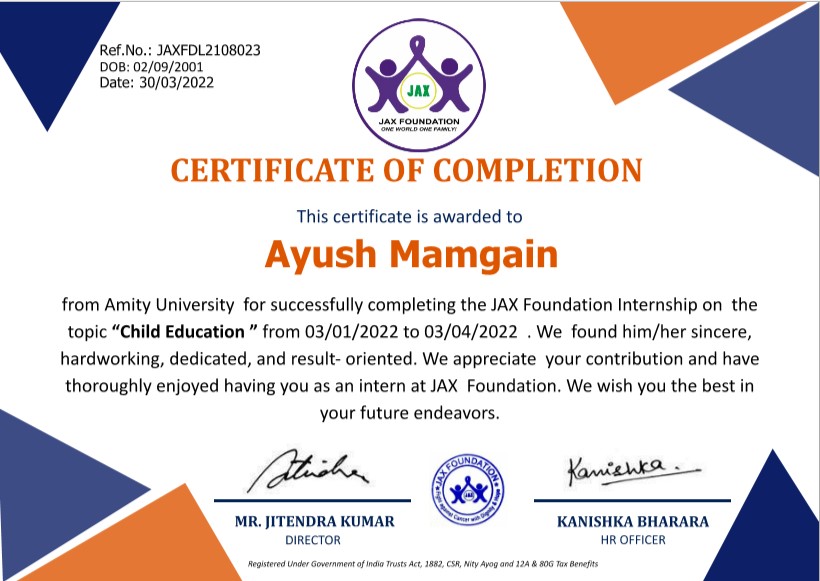 Ref.No.: JAXFDL2108023
DOB: 02/09/2001
Date: 30/03/2022
JAX
JAX FOUNDATION
ONE WORLD ONE FAMILY!
CERTIFICATE OF COMPLETION
This certificate is awarded to
Ayush Mamgain
from Amity University for successfully completing the JAX Foundation Internship on the
topic “Child Education ” from 03/01/2022 to 03/04/2022 . We found him/her sincere,
hardworking, dedicated, and result- oriented. We appreciate your contribution and have
thoroughly enjoyed having you as an intern at JAX Foundation. We wish you the best in
your future endeavors.
Kanishka
JAX FOUNDATION
Fight Against Cancer with Dignity &
MR. JITENDRA KUMAR
DIRECTOR
KANISHKA BHARARA
HR OFFICER
Registered Under Government of India Trusts Act, 1882, CSR, Nity Ayog and 12A & 80G Tax Benefits